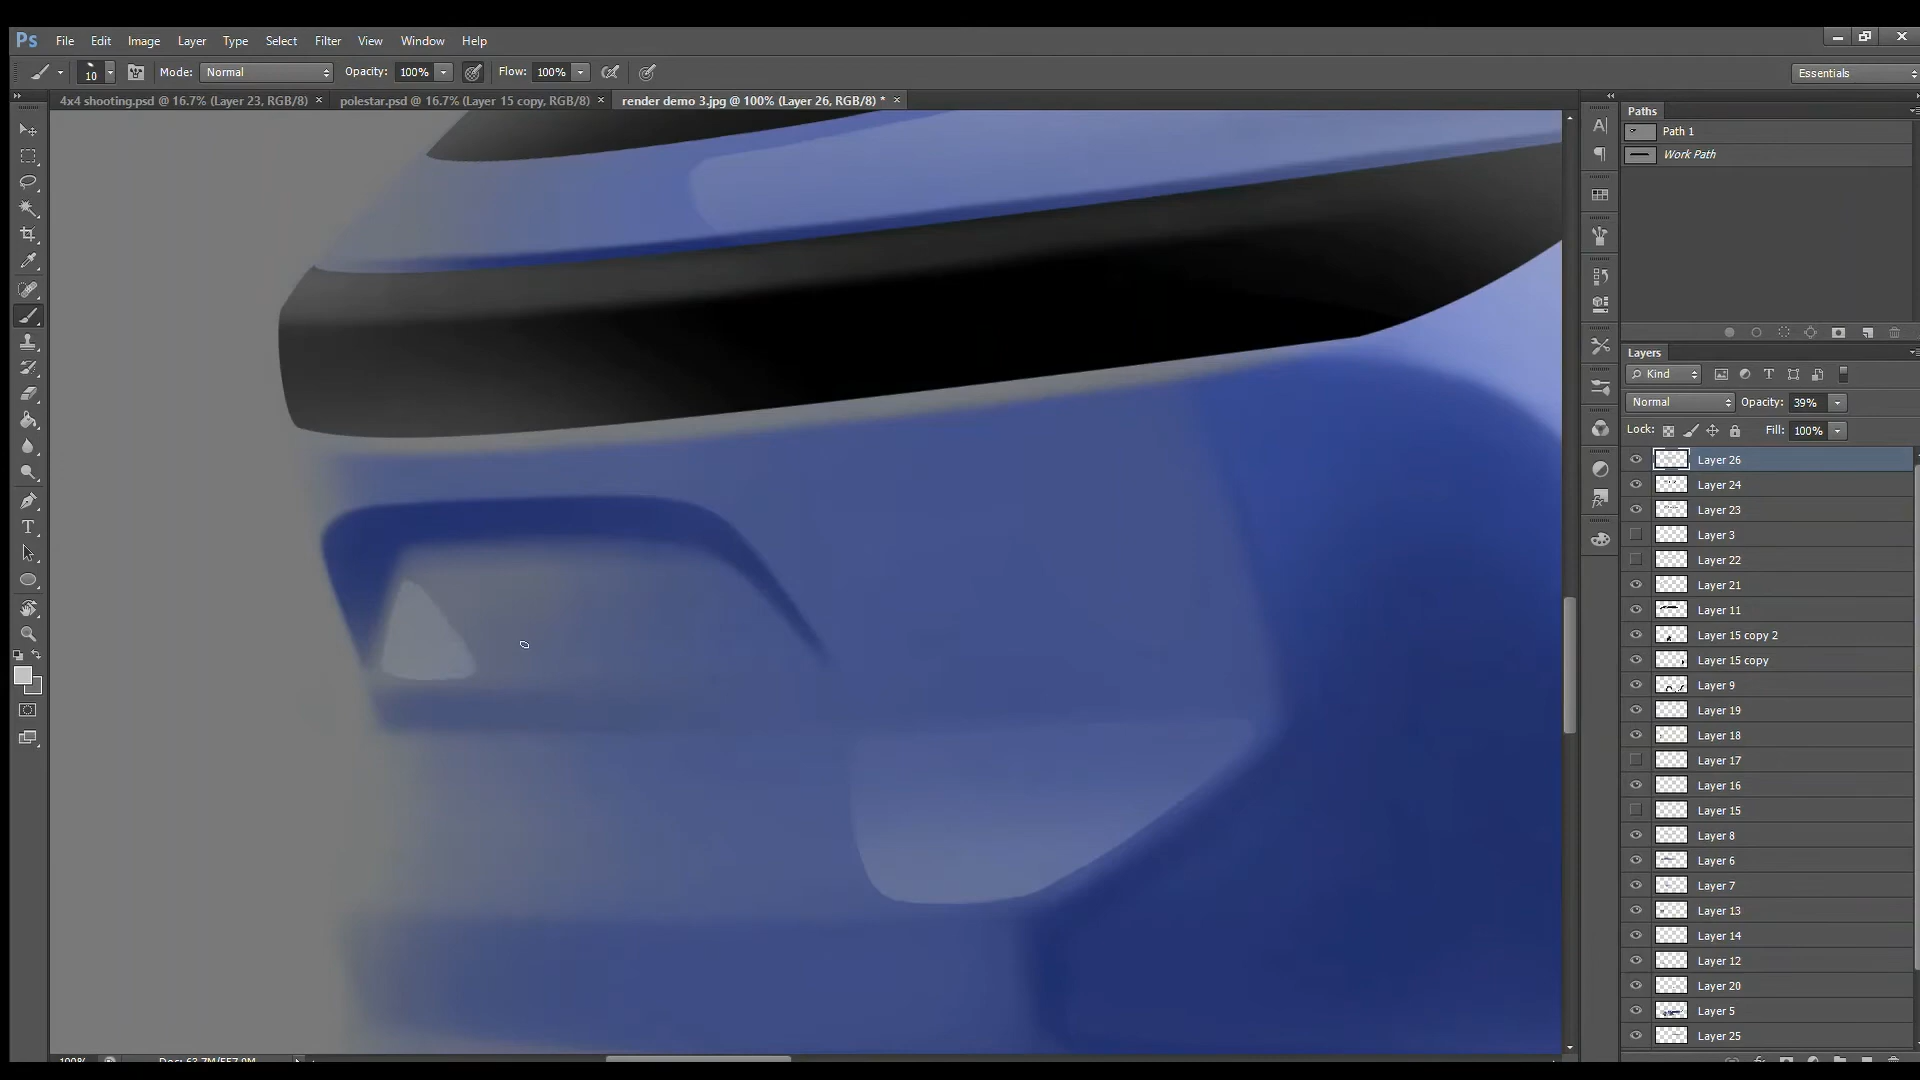 Ps File Edit Image Layer Type Select Filter View Window Help
10 Mode: Normal Opacity: 100% Flow: 100% Essentials
4x4 shooting.psd @ 16.7% (Layer 23, RGB/8) × polestar.psd @ 16.7% (Layer 15 copy, RGB/8) × render demo 3.jpg @ 100% (Layer 26, RGB/8) * ×
Paths
Path 1
Work Path
Layers
Kind
Normal Opacity: 39%
Lock: Fill: 100%
Layer 26
Layer 24
Layer 23
Layer 3
Layer 22
Layer 21
Layer 11
Layer 15 copy 2
Layer 15 copy
Layer 9
Layer 19
Layer 18
Layer 17
Layer 16
Layer 15
Layer 8
Layer 6
Layer 7
Layer 13
Layer 14
Layer 12
Layer 20
Layer 5
Layer 25